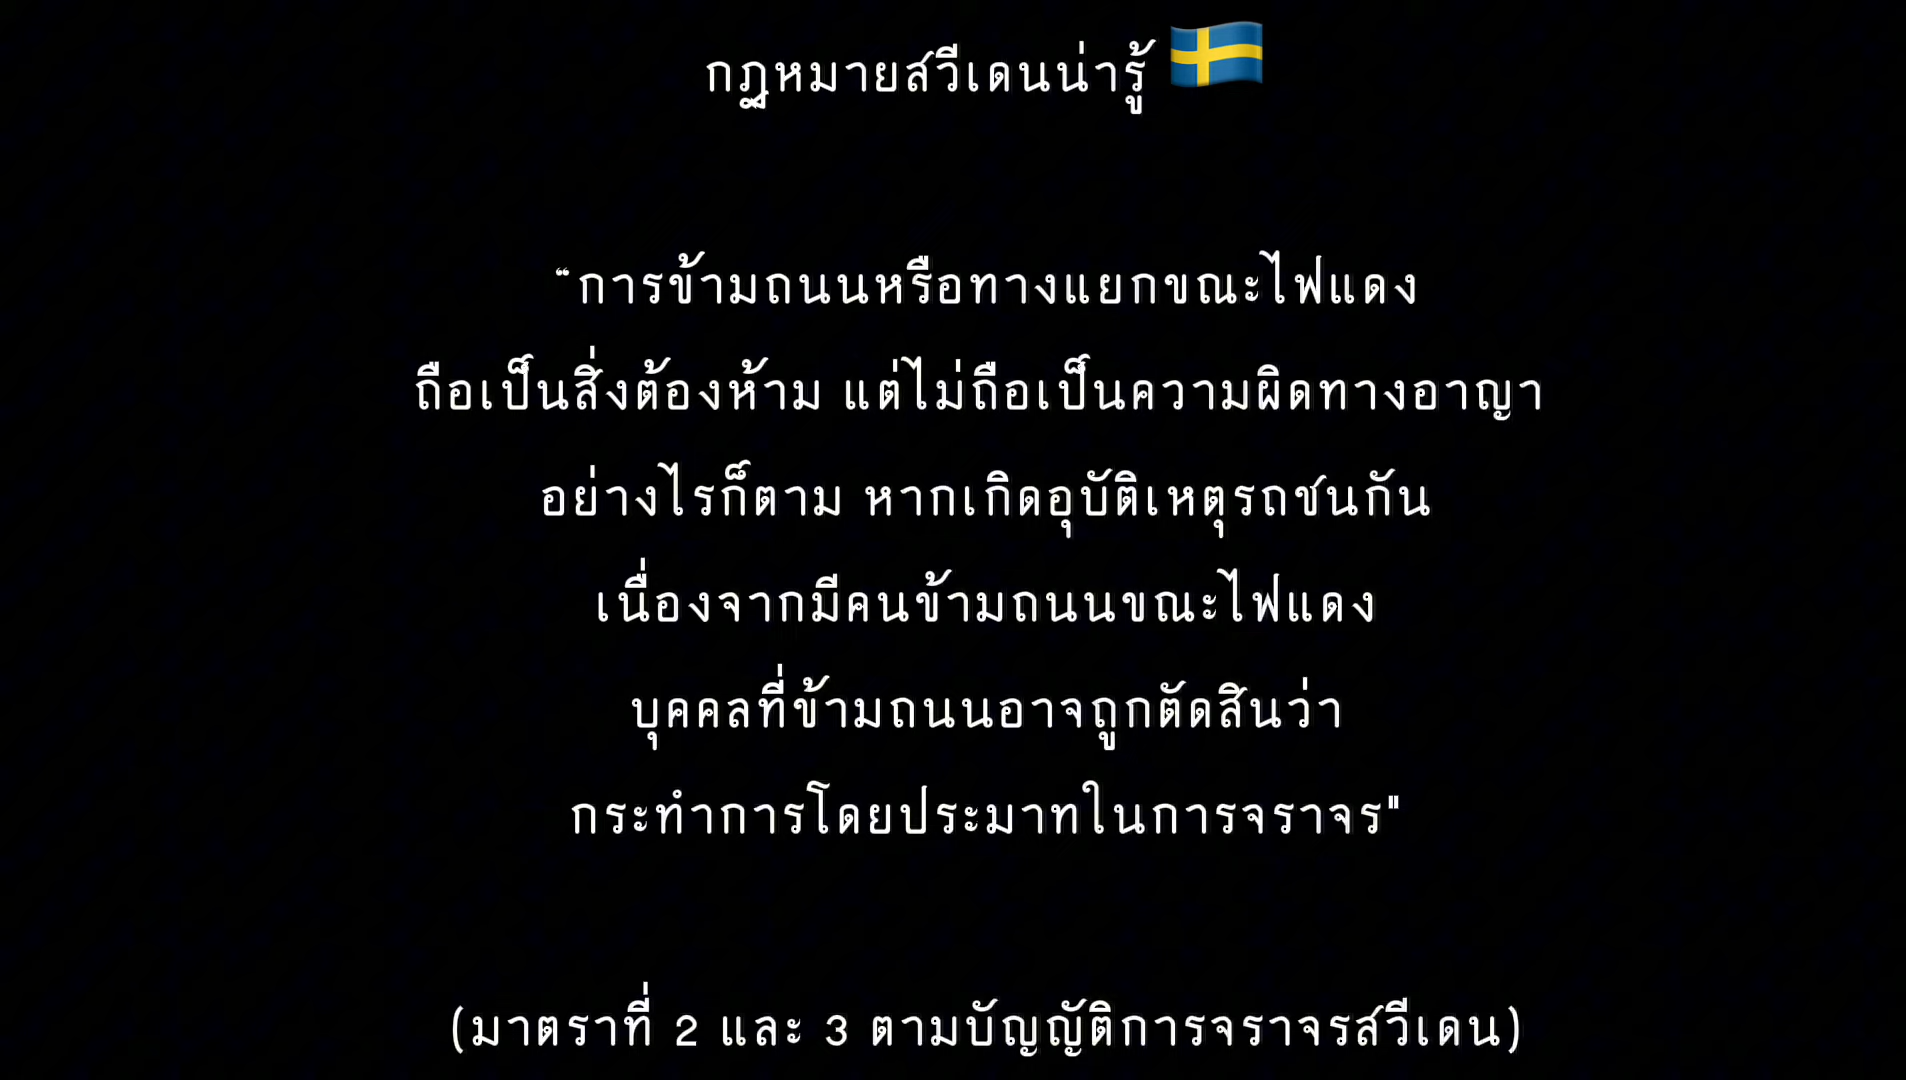 กฏหมายสวีเดนน่ารู้ 🇸🇪
“การข้ามถนนหรือทางแยกขณะไฟแดง
ถือเป็นสิ่งต้องห้าม แต่ไม่ถือเป็นความผิดทางอาญา
อย่างไรก็ตาม หากเกิดอุบัติเหตุรถชนกัน
เนื่องจากมีคนข้ามถนนขณะไฟแดง
บุคคลที่ข้ามถนนอาจถูกตัดสินว่า
กระทำการโดยประมาทในการจราจร"
(มาตราที่ 2 และ 3 ตามบัญญัติการจราจรสวีเดน)